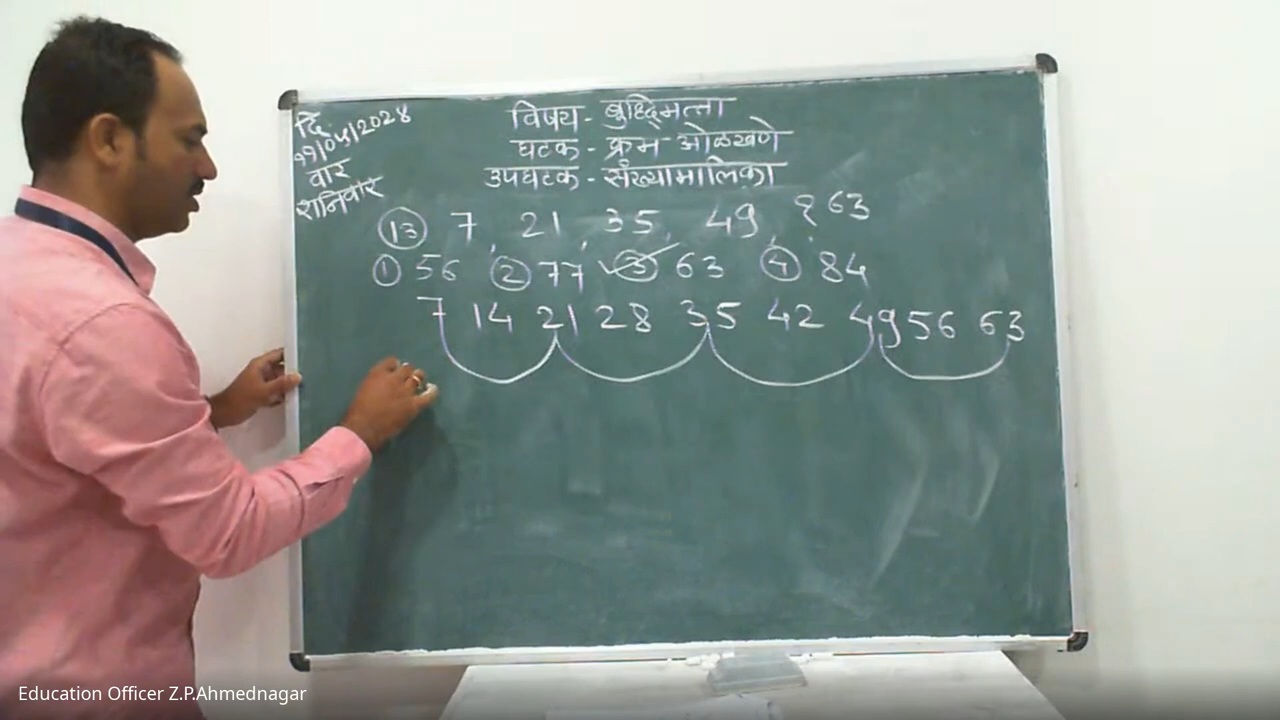 दि.
११/०५/२०२४
वार
शनिवार
विषय - बुध्दिमत्ता
घटक - क्रम ओळखणे
उपघटक - संख्यामालिका
13 7, 21, 35, 49, ? 63
1 56 2 77 3 63 4 84
7 14 21 28 35 42 49 56 63
Education Officer Z.P.Ahmednagar